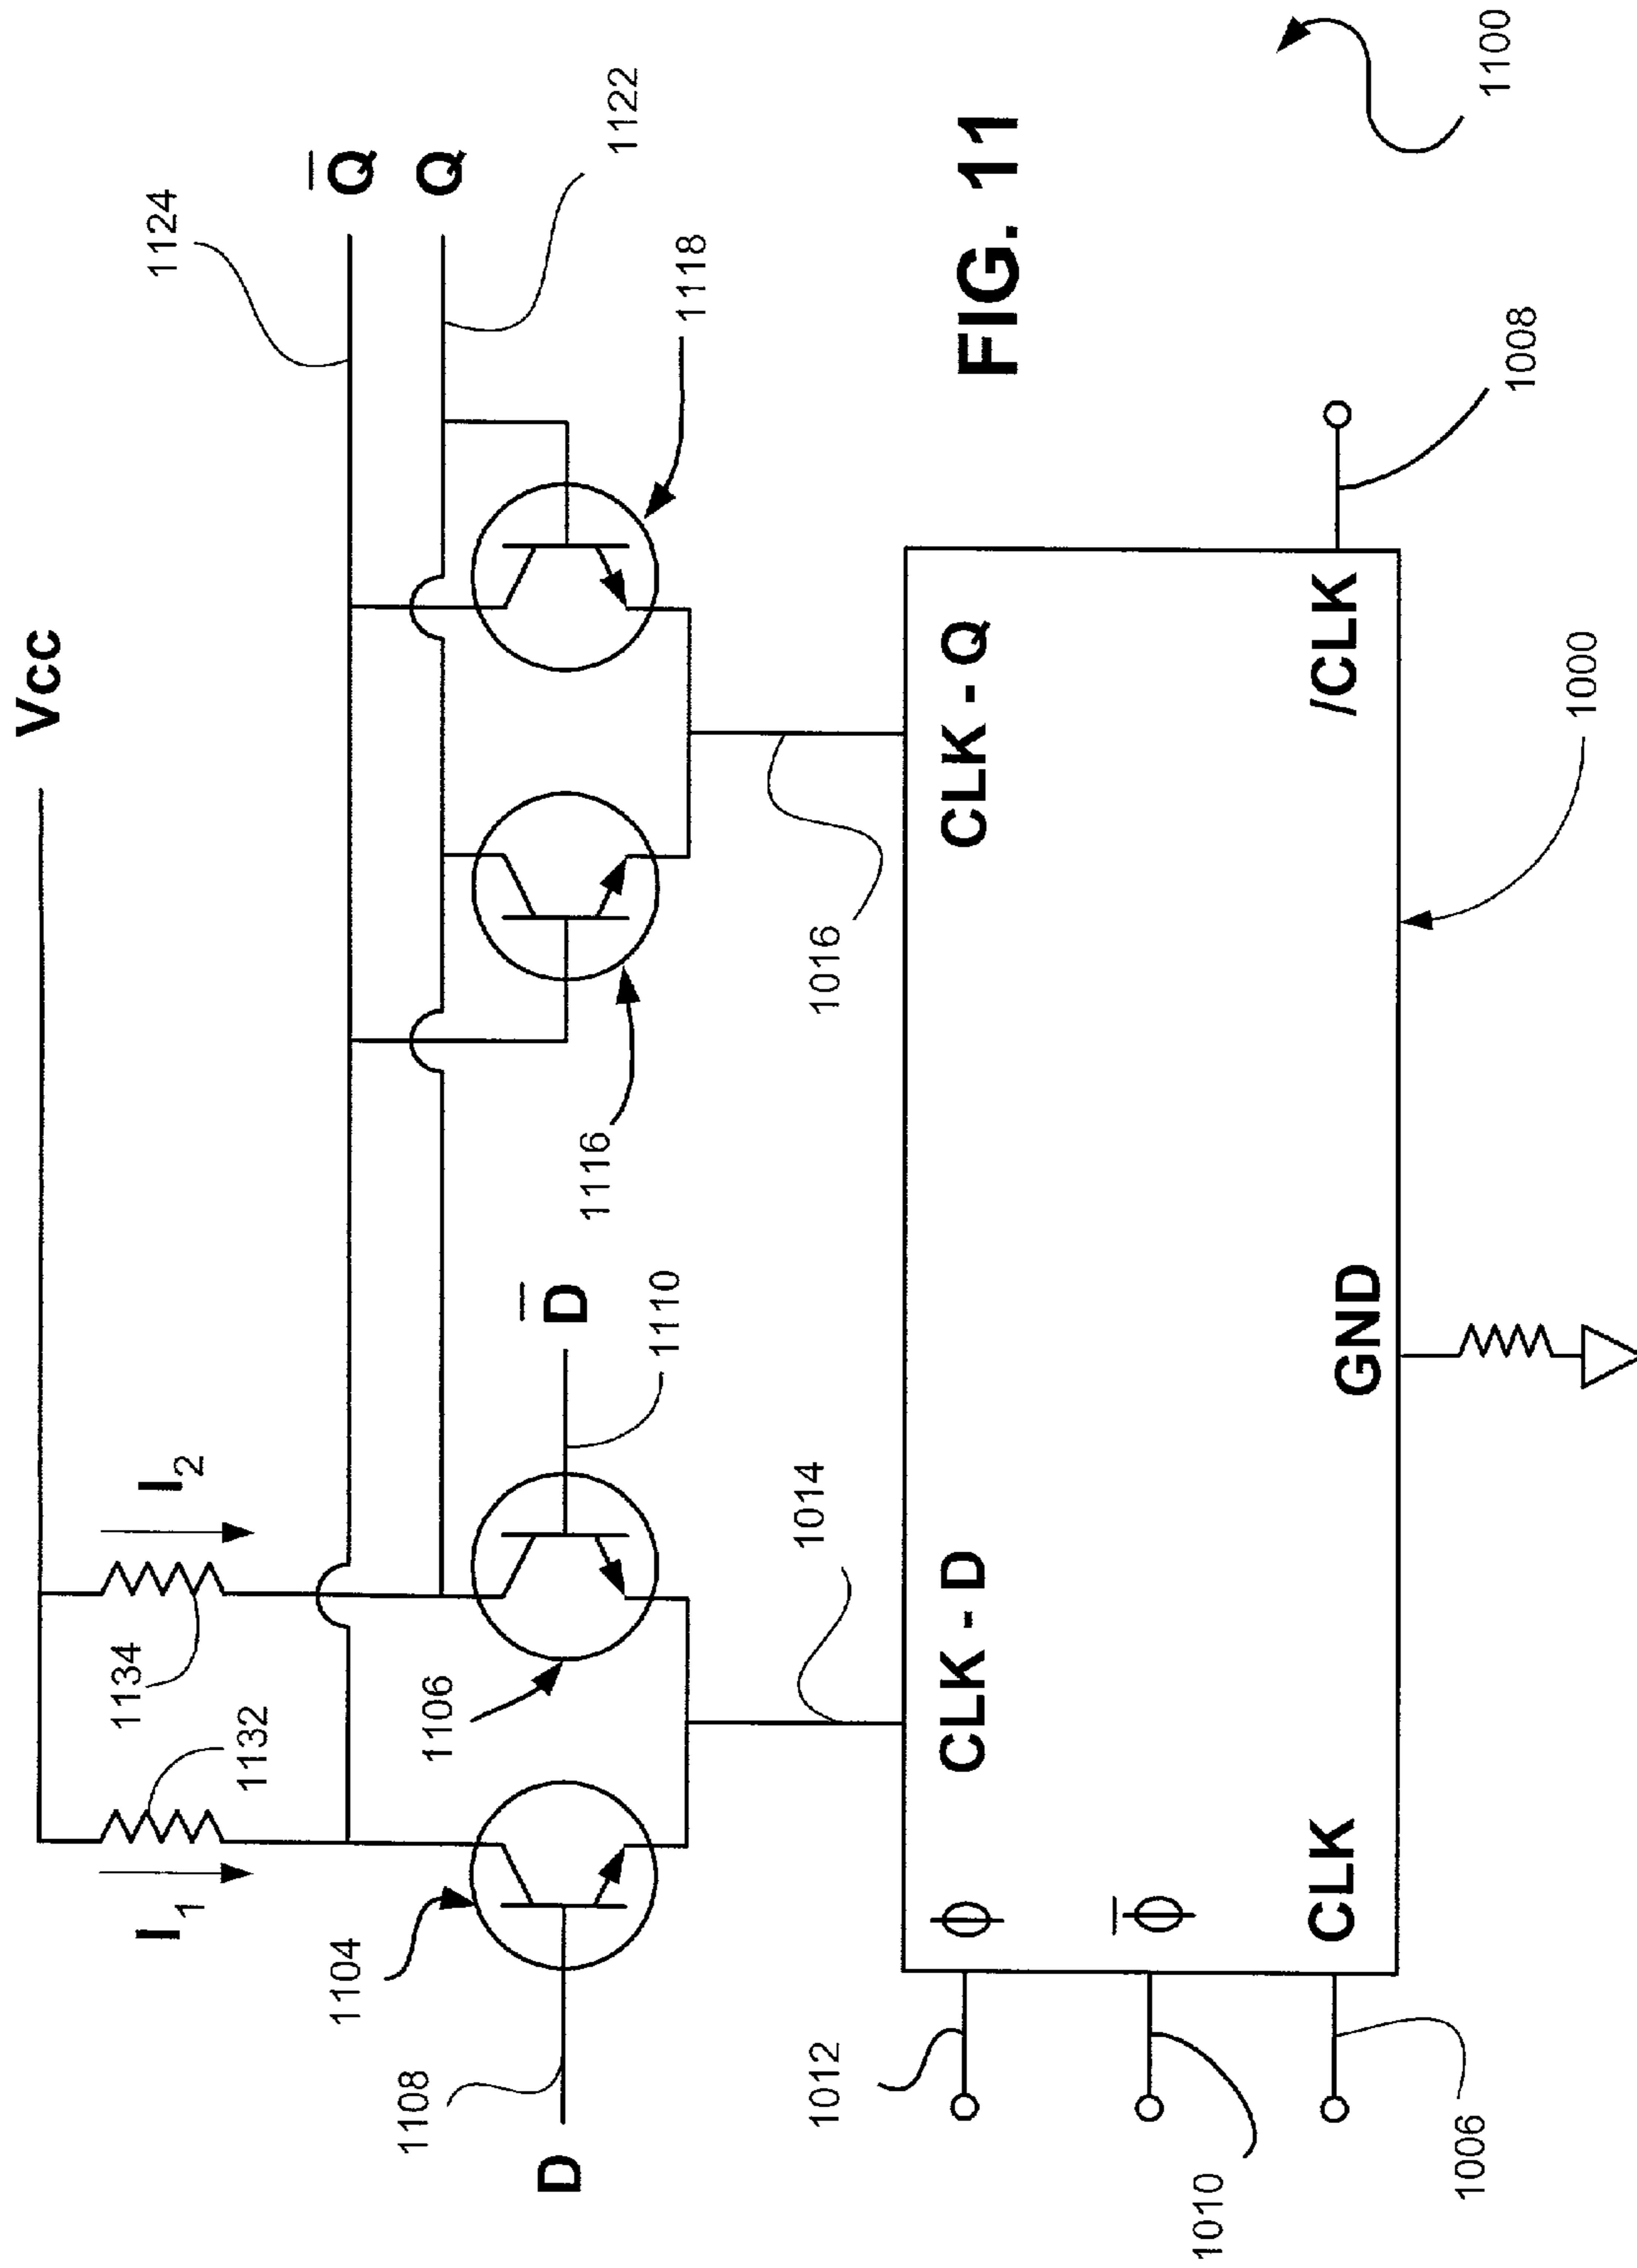 Vcc
I1
I2
1132
1134
1124
Q̅
Q
1122
1104
1106
D̅
1110
1116
1118
1108
D
1014
1016
FIG. 11
1012
ϕ
CLK - D
CLK - Q
1010
ϕ̅
1006
CLK
GND
/CLK
1008
1000
1100